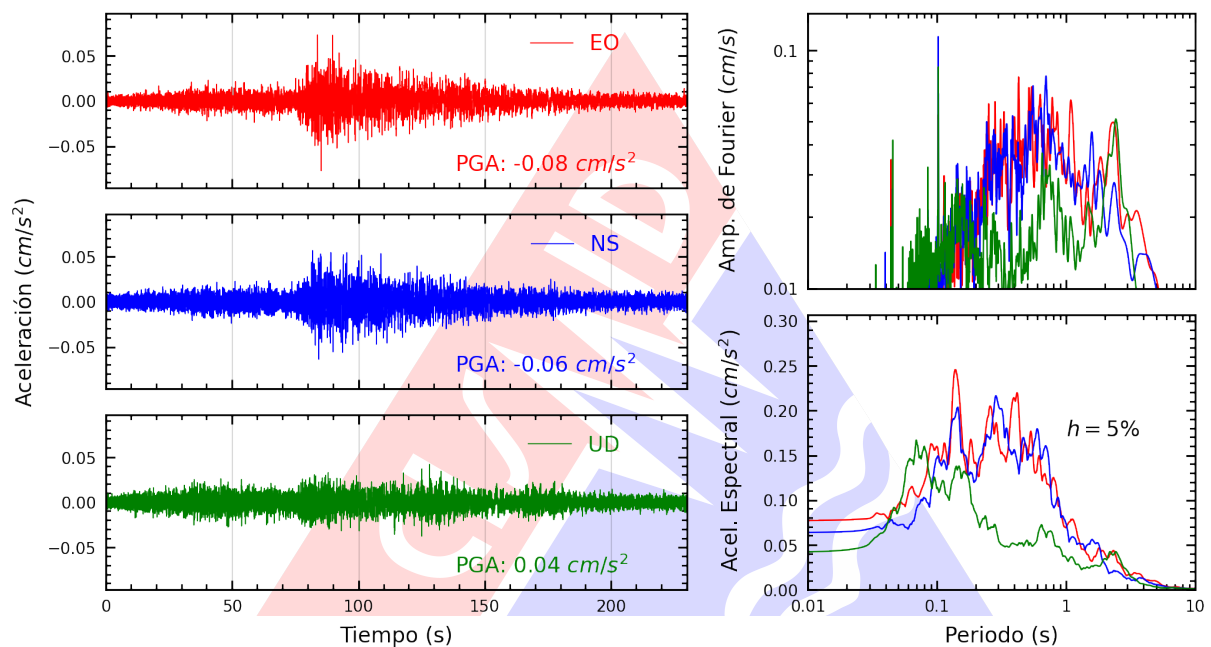 Aceleración (cm/s²)
0.05
0.00
−0.05
EO
PGA: -0.08 cm/s²
0.05
0.00
−0.05
NS
PGA: -0.06 cm/s²
0.05
0.00
−0.05
UD
PGA: 0.04 cm/s²
0 50 100 150 200
Tiempo (s)
Amp. de Fourier (cm/s)
0.1
0.01
Acel. Espectral (cm/s²)
0.30
0.25
0.20
0.15
0.10
0.05
0.00
h = 5%
0.01 0.1 1 10
Periodo (s)